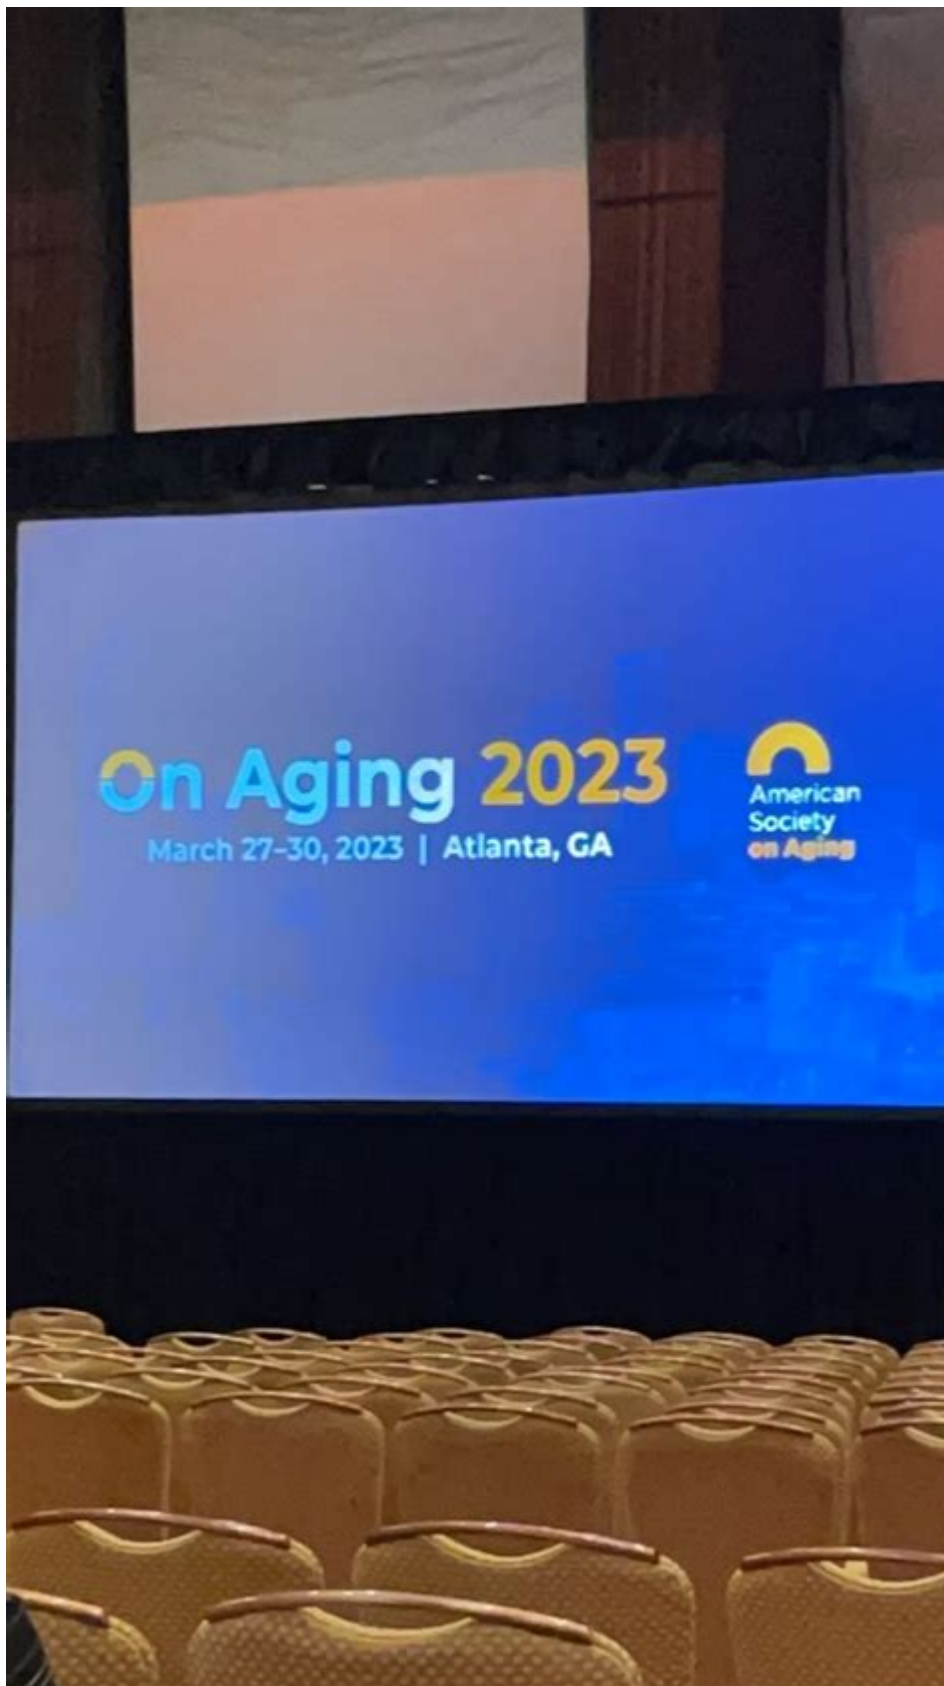 On Aging 2023
March 27-30, 2023 | Atlanta, GA
American
Society
on Aging